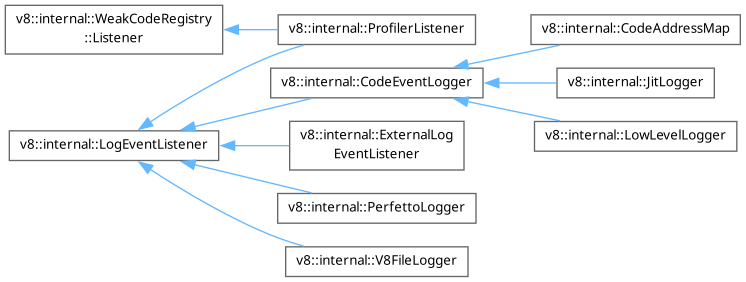 v8::internal::WeakCodeRegistry
::Listener
v8::internal::ProfilerListener
v8::internal::CodeAddressMap
v8::internal::CodeEventLogger
v8::internal::JitLogger
v8::internal::LowLevelLogger
v8::internal::LogEventListener
v8::internal::ExternalLog
EventListener
v8::internal::PerfettoLogger
v8::internal::V8FileLogger